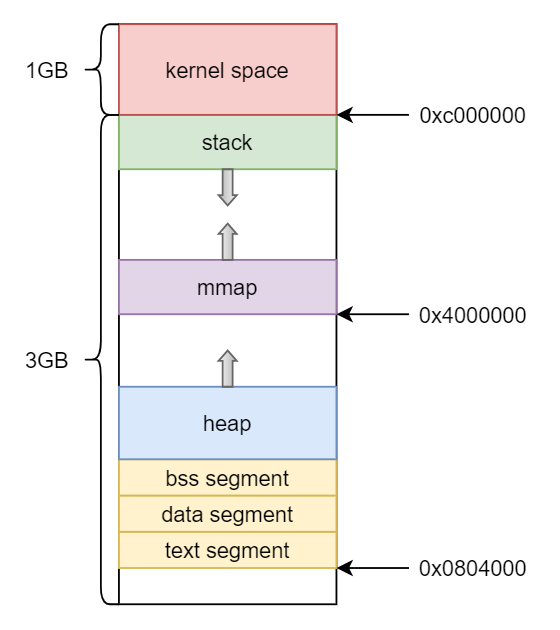 1GB
kernel space
0xc000000
stack
mmap
0x4000000
3GB
heap
bss segment
data segment
text segment
0x0804000